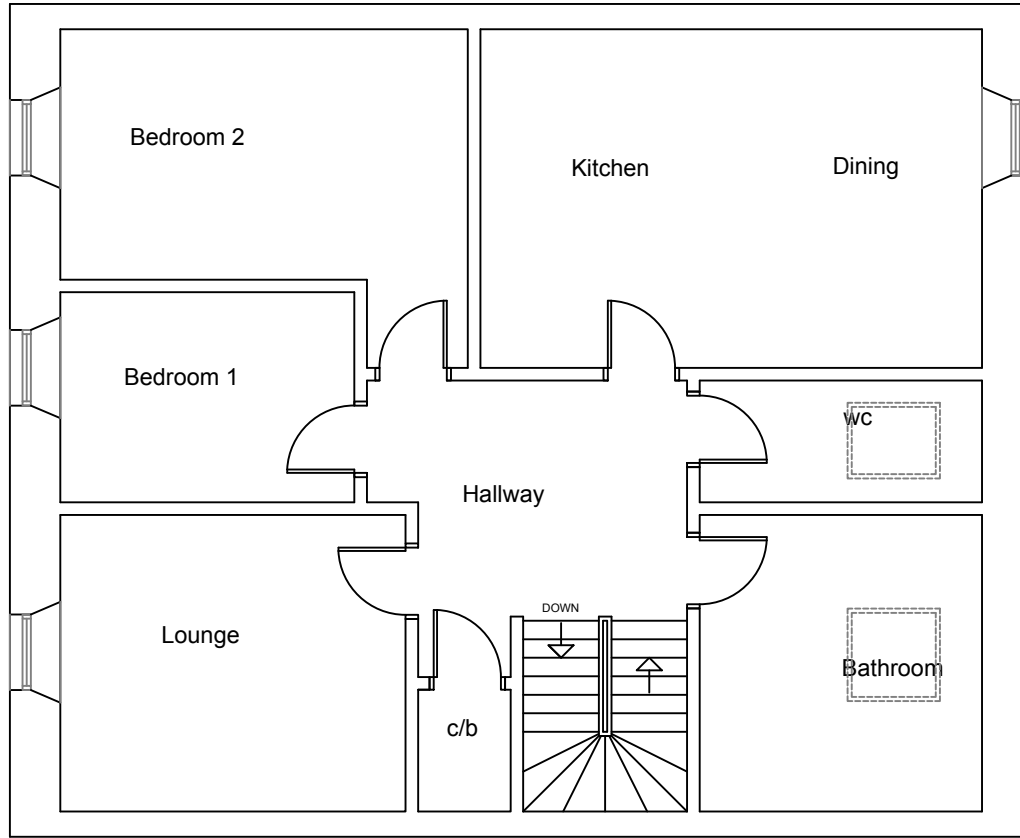 Bedroom 2
Kitchen
Dining
Bedroom 1
wc
Hallway
DOWN
Lounge
Bathroom
c/b